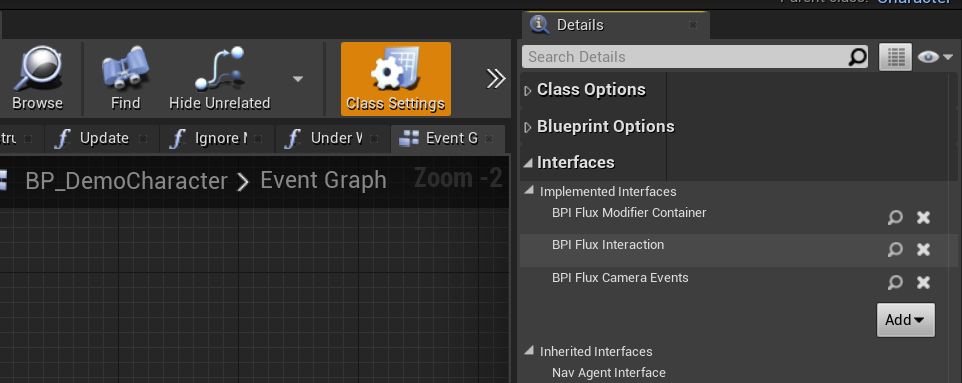 Parent class: Character
Details
Search Details
Browse
Find
Hide Unrelated
Class Settings
Class Options
Blueprint Options
Interfaces
Update
Ignore
Under
Event G
BP_DemoCharacter
Event Graph
Zoom -2
Implemented Interfaces
BPI Flux Modifier Container
BPI Flux Interaction
BPI Flux Camera Events
Add
Inherited Interfaces
Nav Agent Interface